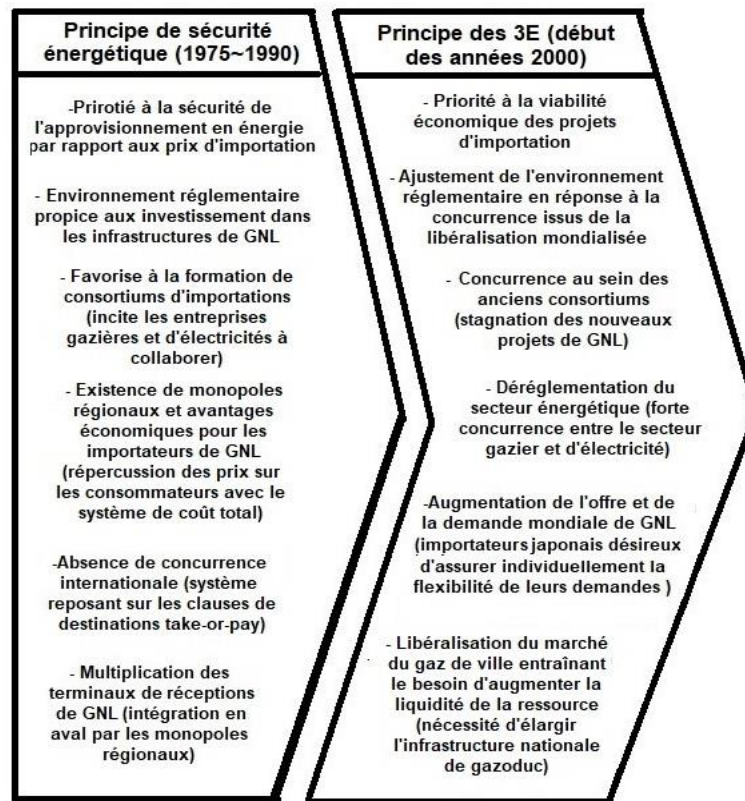 Principe de sécurité
énergétique (1975~1990)
-Prirotié à la sécurité de
l'approvisionnement en énergie
par rapport aux prix d'importation
- Environnement réglementaire
propice aux investissement dans
les infrastructures de GNL
- Favorise à la formation de
consortiums d'importations
(incite les entreprises
gazières et d'électricités à
collaborer)
- Existence de monopoles
régionaux et avantages
économiques pour les
importateurs de GNL
(répercussion des prix sur
les consommateurs avec le
système de coût total)
-Absence de concurrence
internationale (système
reposant sur les clauses de
destinations take-or-pay)
- Multiplication des
terminaux de réceptions
de GNL (intégration en
aval par les monopoles
régionaux)
Principe des 3E (début
des années 2000)
- Priorité à la viabilité
économique des projets
d'importation
- Ajustement de l'environement
réglementaire en réponse à la
concurrence issus de la
libéralisation mondialisée
- Concurrence au sein des
anciens consortiums
(stagnation des nouveaux
projets de GNL)
- Déréglementation du
secteur énergétique (forte
concurrence entre le secteur
gazier et d'électricité)
-Augmentation de l'offre et de
la demande mondiale de GNL
(importateurs japonais désireux
d'assurer individuellement la
flexibilité de leurs demandes )
- Libéralisation du marché
du gaz de ville entraînant
le besoin d'augmenter la
liquidité de la ressource
(nécessité d'élargir
l'infrastructure nationale
de gazoduc)